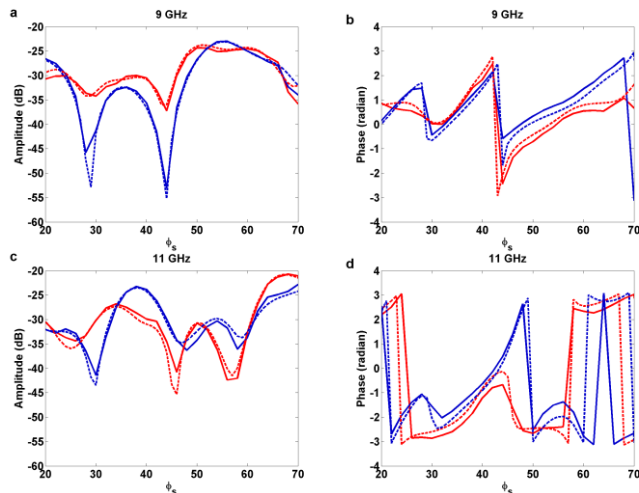 a
9 GHz
-20
-25
-30
-35
-40
-45
-50
-55
-60
Amplitude (dB)
20 30 40 50 60 70
ϕs
b
9 GHz
4
3
2
1
0
-1
-2
-3
-4
Phase (radian)
20 30 40 50 60 70
ϕs
c
11 GHz
-20
-25
-30
-35
-40
-45
-50
-55
-60
Amplitude (dB)
20 30 40 50 60 70
ϕs
d
11 GHz
4
3
2
1
0
-1
-2
-3
-4
Phase (radian)
20 30 40 50 60 70
ϕs